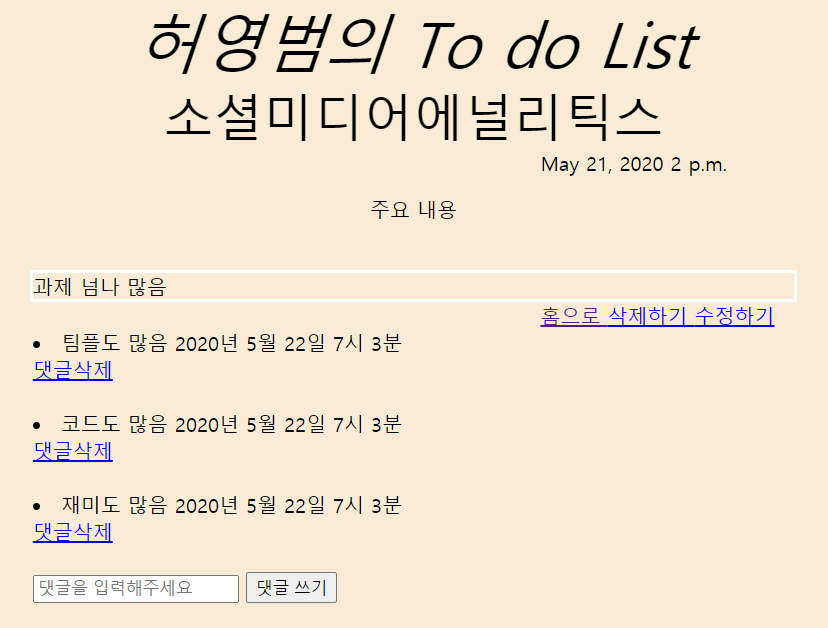 허영범의 To do List
소셜미디어에널리틱스
May 21, 2020 2 p.m.
주요 내용
과제 넘나 많음
홈으로 삭제하기 수정하기
• 팀플도 많음 2020년 5월 22일 7시 3분
댓글삭제
• 코드도 많음 2020년 5월 22일 7시 3분
댓글삭제
• 재미도 많음 2020년 5월 22일 7시 3분
댓글삭제
댓글을 입력해주세요 댓글 쓰기